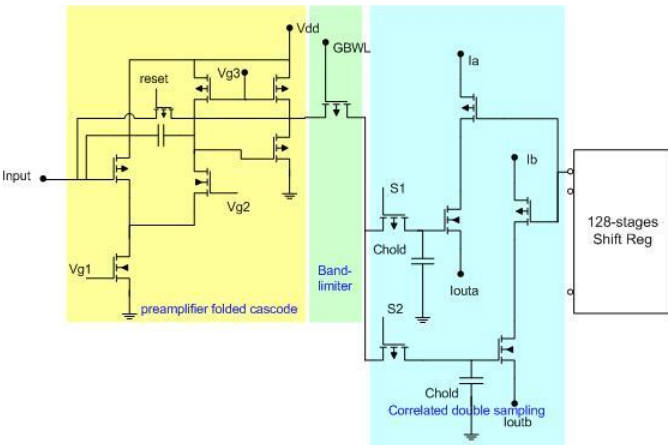 Vdd
GBWL
Vg3
reset
Ia
Input
Ib
S1
Vg2
128-stages
Shift Reg
Chold
Vg1
Band-
limiter
Iouta
preamplifier folded cascode
S2
Chold
Correlated double sampling
Ioutb